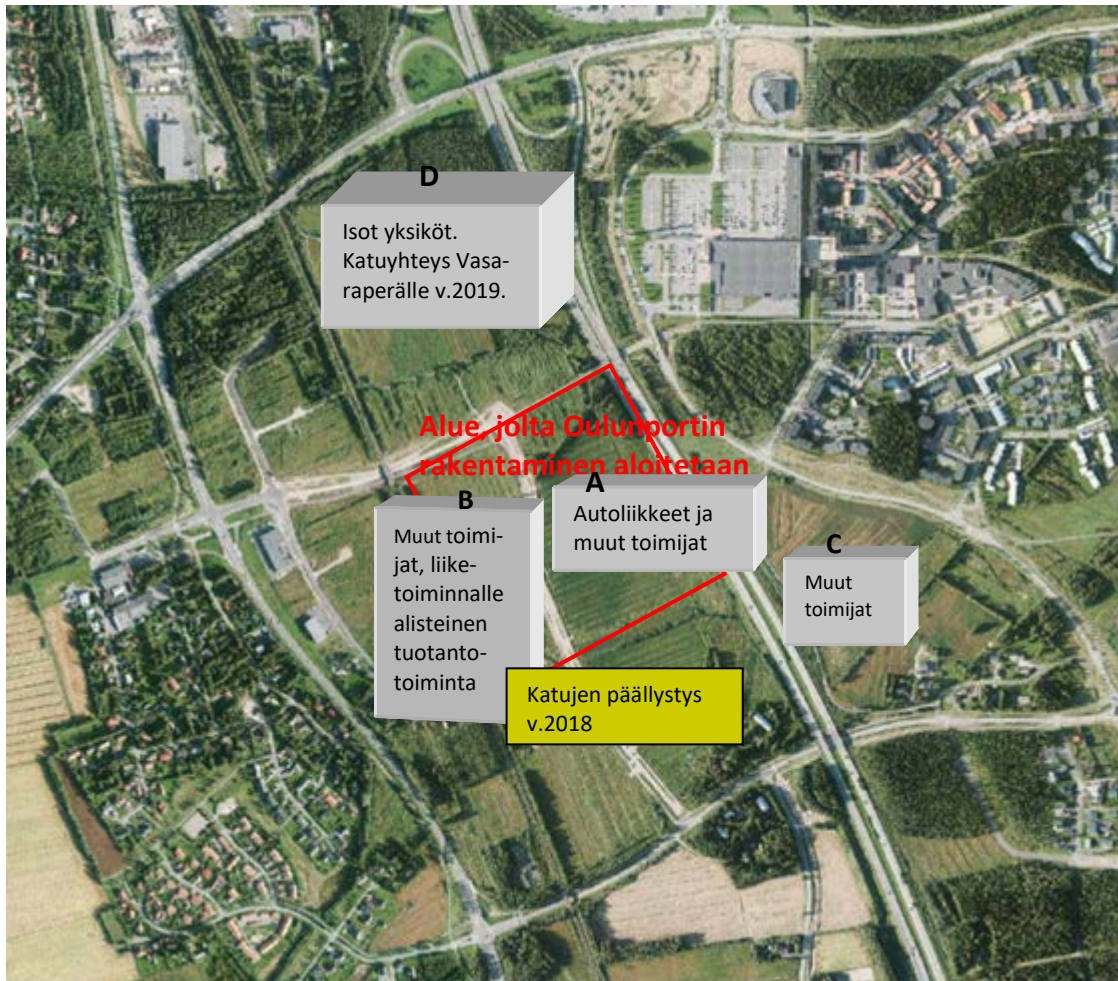 D
Isot yksiköt.
Katuyhteys Vasa-
raperälle v.2019.
Alue, jolta Oulunportin
rakentaminen aloitetaan
A
Autoliikkeet ja
muut toimijat
B
Muut toimi-
jat, liike-
toiminnalle
alisteinen
tuotanto-
toiminta
C
Muut
toimijat
Katujen päällystys
v.2018